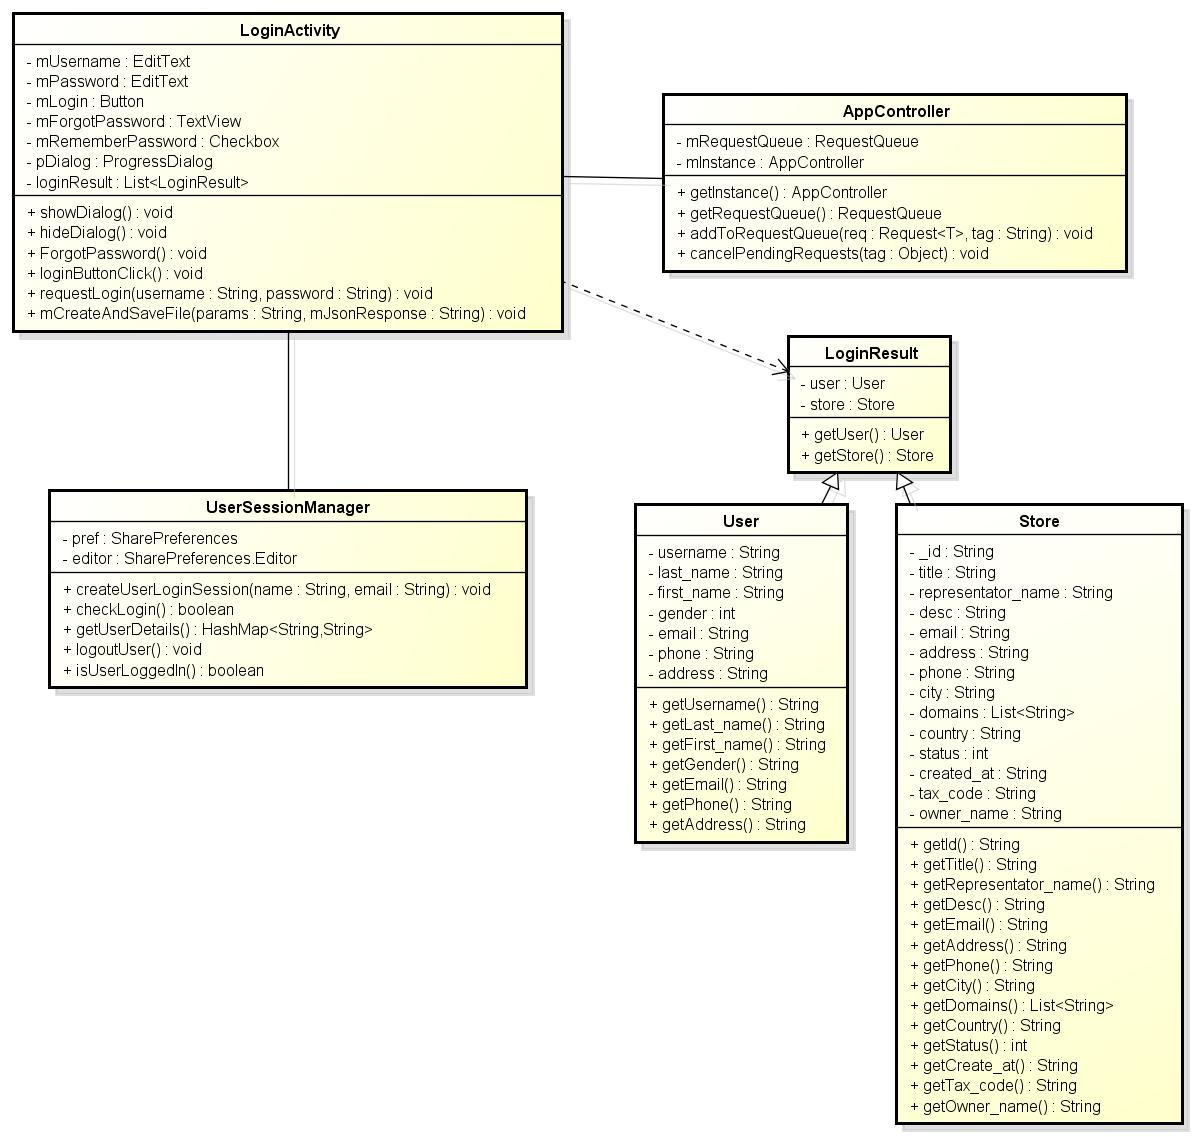 LoginActivity
- mUsername : EditText
- mPassword : EditText
- mLogin : Button
- mForgotPassword : TextView
- mRememberPassword : Checkbox
- pDialog : ProgressDialog
- loginResult : List<LoginResult>
+ showDialog() : void
+ hideDialog() : void
+ ForgotPassword() : void
+ loginButtonClick() : void
+ requestLogin(username : String, password : String) : void
+ mCreateAndSaveFile(params : String, mJsonResponse : String) : void
AppController
- mRequestQueue : RequestQueue
- mInstance : AppController
+ getInstance() : AppController
+ getRequestQueue() : RequestQueue
+ addToRequestQueue(req : Request<T>, tag : String) : void
+ cancelPendingRequests(tag : Object) : void
LoginResult
- user : User
- store : Store
+ getUser() : User
+ getStore() : Store
UserSessionManager
- pref : SharePreferences
- editor : SharePreferences.Editor
+ createUserLoginSession(name : String, email : String) : void
+ checkLogin() : boolean
+ getUserDetails() : HashMap<String,String>
+ logoutUser() : void
+ isUserLoggedIn() : boolean
User
- username : String
- last_name : String
- first_name : String
- gender : int
- email : String
- phone : String
- address : String
+ getUsername() : String
+ getLast_name() : String
+ getFirst_name() : String
+ getGender() : String
+ getEmail() : String
+ getPhone() : String
+ getAddress() : String
Store
- _id : String
- title : String
- representator_name : String
- desc : String
- email : String
- address : String
- phone : String
- city : String
- domains : List<String>
- country : String
- status : int
- created_at : String
- tax_code : String
- owner_name : String
+ getId() : String
+ getTitle() : String
+ getRepresentator_name() : String
+ getDesc() : String
+ getEmail() : String
+ getAddress() : String
+ getPhone() : String
+ getCity() : String
+ getDomains() : List<String>
+ getCountry() : String
+ getStatus() : int
+ getCreate_at() : String
+ getTax_code() : String
+ getOwner_name() : String